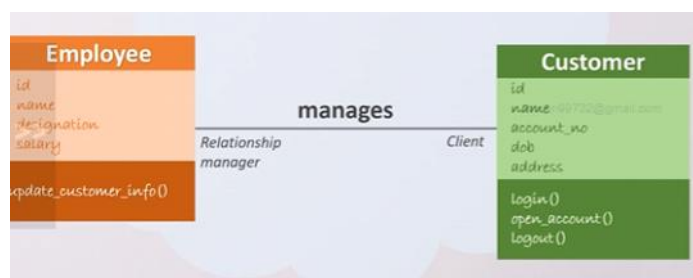 Employee
id
name
designation
salary
update_customer_info()
manages
Relationship
manager
Client
Customer
id
name
account_no
dob
address
login()
open_account()
logout()